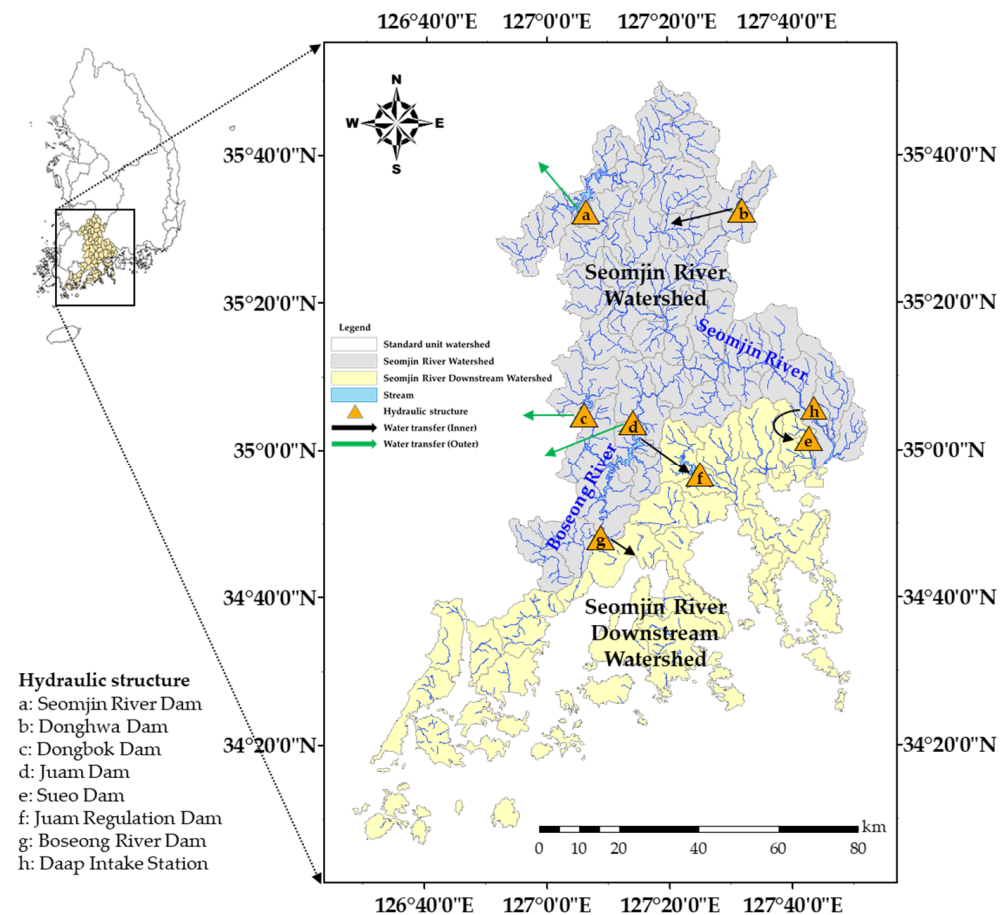 126°40'0"E 127°0'0"E 127°20'0"E 127°40'0"E
N
W E
S
35°40'0"N 35°40'0"N
a
b
Seomjin River
Watershed
35°20'0"N 35°20'0"N
Seomjin River
Legend
Standard unit watershed
Seomjin River Watershed
Seomjin River Downstream Watershed
Stream
Hydraulic structure
Water transfer (Inner)
Water transfer (Outer)
c
d
h
e
35°0'0"N 35°0'0"N
f
Boseong River
g
34°40'0"N 34°40'0"N
Seomjin River
Downstream
Watershed
Hydraulic structure
a: Seomjin River Dam
b: Donghwa Dam
c: Dongbok Dam
d: Juam Dam
e: Sueo Dam
f: Juam Regulation Dam
g: Boseong River Dam
h: Daap Intake Station
34°20'0"N 34°20'0"N
km
0 10 20 40 60 80
126°40'0"E 127°0'0"E 127°20'0"E 127°40'0"E